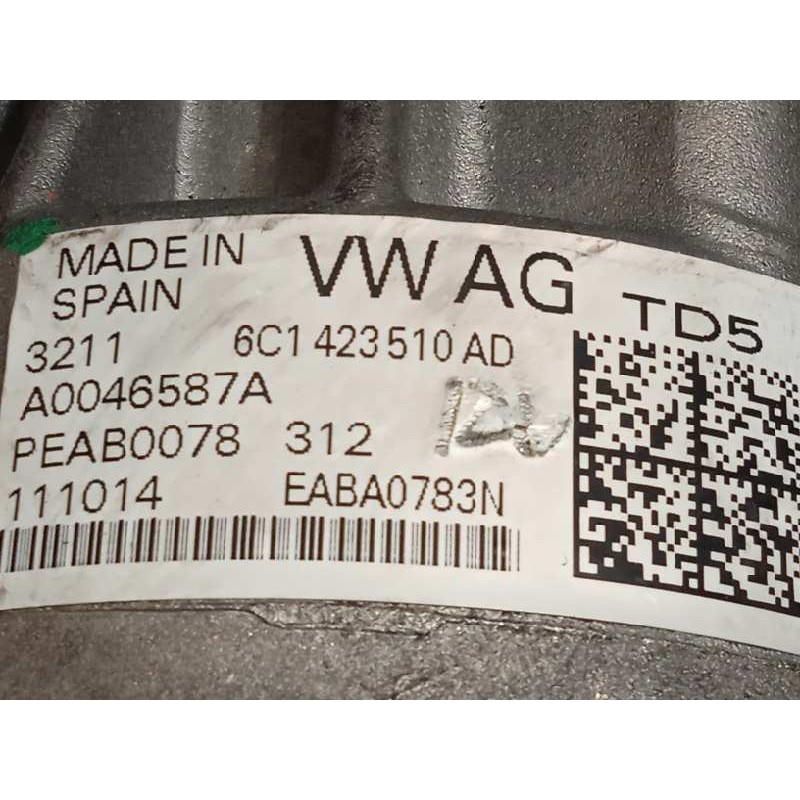 MADE IN SPAIN VW AG TD5
3211 6C1 423 510 AD
A0046587A
PEAB0078 312
111014 EABA0783N